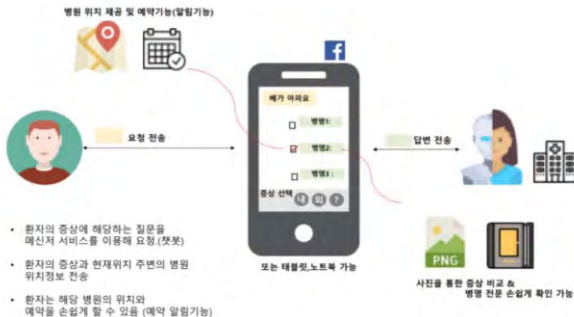 병원 위치 제공 및 예약기능(알림기능)
배가 아파요
병명1:
요청 전송
병명2:
답변 전송
병명3 :
증상 선택
내 외 ?
환자의 증상에 해당하는 질문을
메신저 서비스를 이용해 요청.(챗봇)
또는 태블릿,노트북 가능
PNG
환자의 증상과 현재위치 주변의 병원
위치정보 전송
사진을 통한 증상 비교 &
병명 전문 손쉽게 확인 가능
환자는 해당 병원의 위치와
예약을 손쉽게 할 수 있음 (예약 알림기능)